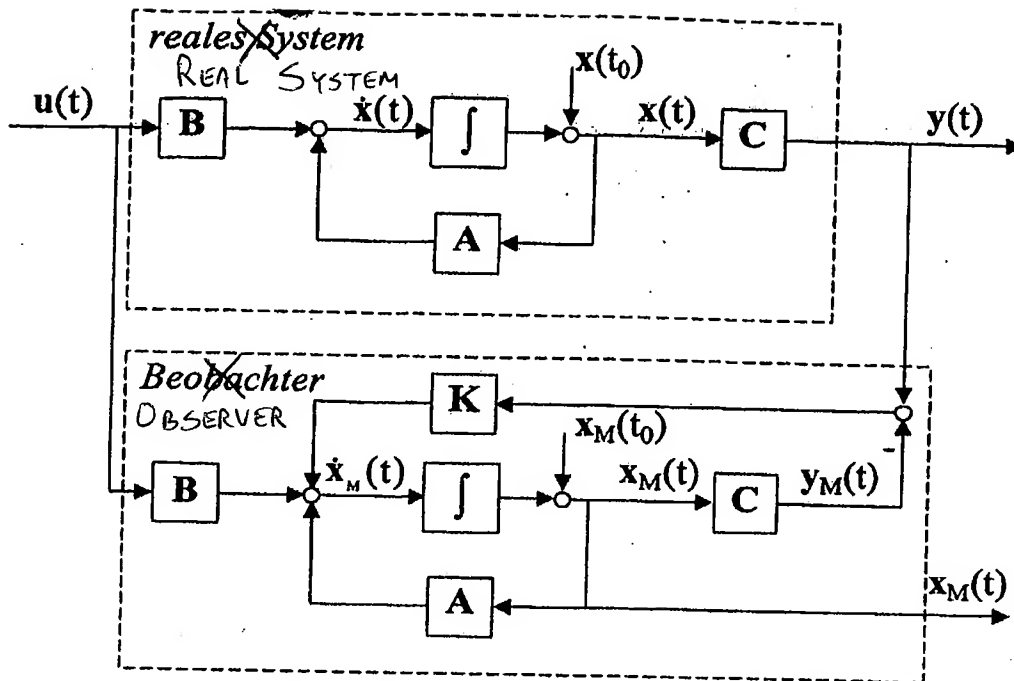 reales System
REAL SYSTEM
x(t₀)
u(t)
B
ẋ(t)
∫
x(t)
C
y(t)
A
Beobachter
OBSERVER
K
x_M(t₀)
B
ẋ_M(t)
∫
x_M(t)
C
y_M(t)
-
A
x_M(t)